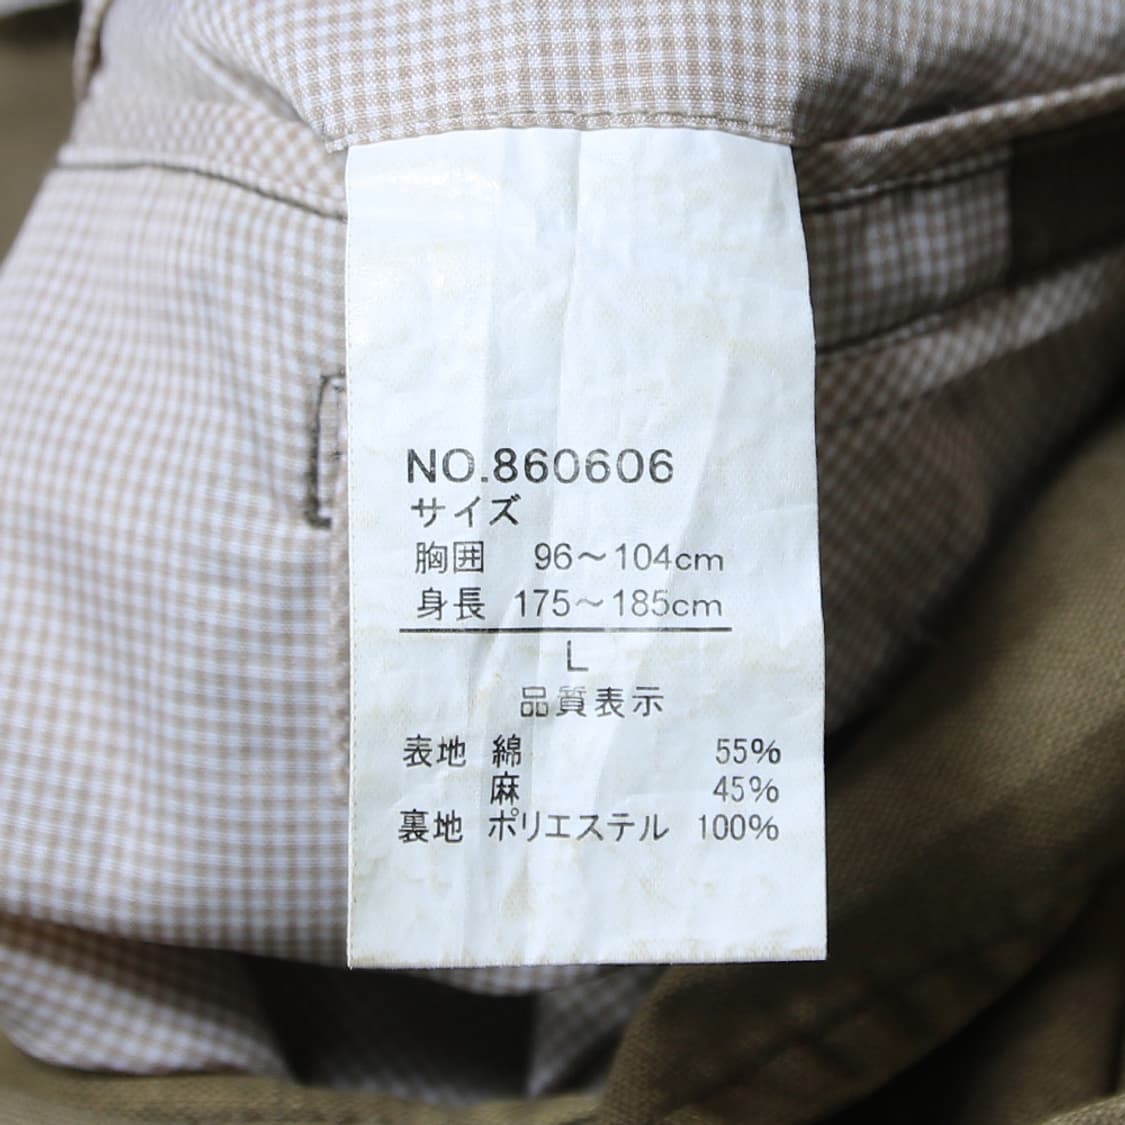 NO.860606
サイズ
胸囲 96～104cm
身長 175～185cm
L
品質表示
表地 綿 55%
麻 45%
裏地 ポリエステル 100%